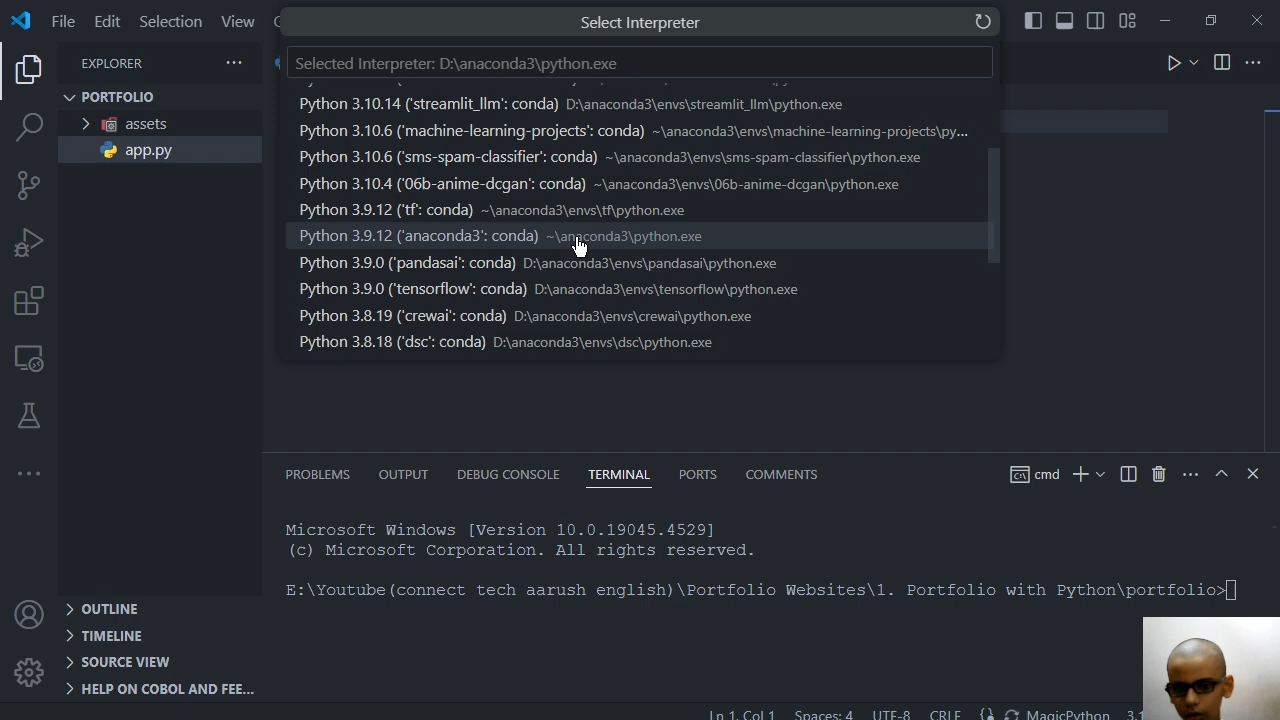 File Edit Selection View
Select Interpreter
EXPLORER
Selected Interpreter: D:\anaconda3\python.exe
PORTFOLIO
assets
app.py
Python 3.10.14 ('streamlit_llm': conda) D:\anaconda3\envs\streamlit_llm\python.exe
Python 3.10.6 ('machine-learning-projects': conda) ~\anaconda3\envs\machine-learning-projects\py...
Python 3.10.6 ('sms-spam-classifier': conda) ~\anaconda3\envs\sms-spam-classifier\python.exe
Python 3.10.4 ('06b-anime-dcgan': conda) ~\anaconda3\envs\06b-anime-dcgan\python.exe
Python 3.9.12 ('tf': conda) ~\anaconda3\envs\tf\python.exe
Python 3.9.12 ('anaconda3': conda) ~\anaconda3\python.exe
Python 3.9.0 ('pandasai': conda) D:\anaconda3\envs\pandasai\python.exe
Python 3.9.0 ('tensorflow': conda) D:\anaconda3\envs\tensorflow\python.exe
Python 3.8.19 ('crewai': conda) D:\anaconda3\envs\crewai\python.exe
Python 3.8.18 ('dsc': conda) D:\anaconda3\envs\dsc\python.exe
PROBLEMS OUTPUT DEBUG CONSOLE TERMINAL PORTS COMMENTS
cmd
Microsoft Windows [Version 10.0.19045.4529]
(c) Microsoft Corporation. All rights reserved.
E:\Youtube(connect tech aarush english)\Portfolio Websites\1. Portfolio with Python\portfolio>
OUTLINE
TIMELINE
SOURCE VIEW
HELP ON COBOL AND FEE...
Ln 1, Col 1 Spaces: 4 UTF-8 CRLF MagicPython